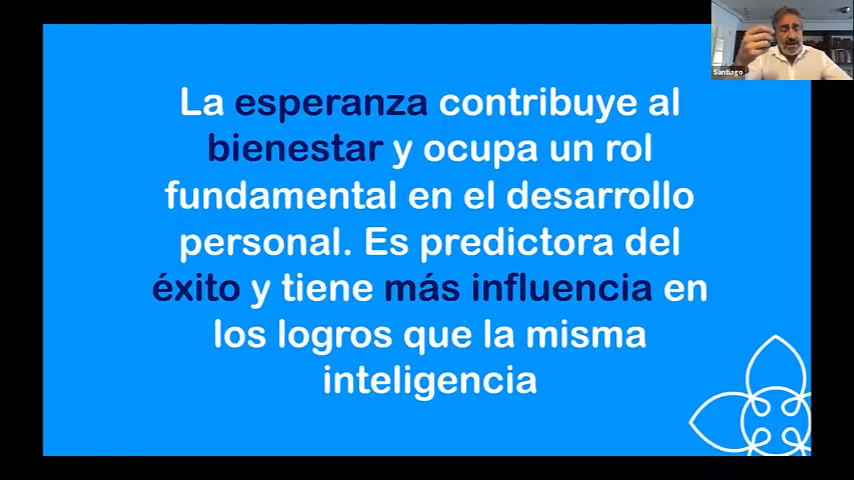 Santiago
La esperanza contribuye al
bienestar y ocupa un rol
fundamental en el desarrollo
personal. Es predictora del
éxito y tiene más influencia en
los logros que la misma
inteligencia